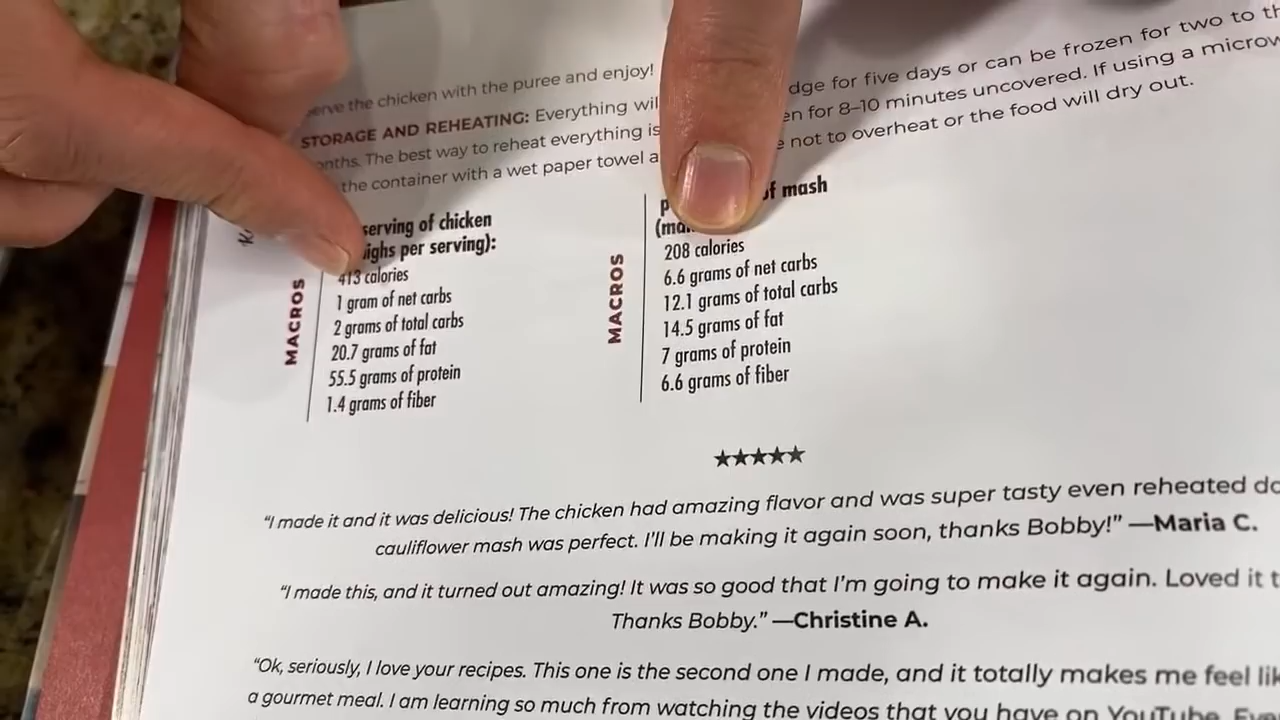 serve the chicken with the puree and enjoy!
STORAGE AND REHEATING: Everything wil dge for five days or can be frozen for two to th
onths. The best way to reheat everything is en for 8–10 minutes uncovered. If using a microw
the container with a wet paper towel a not to overheat or the food will dry out.
serving of chicken
ighs per serving):
MACROS
413 calories
1 gram of net carbs
2 grams of total carbs
20.7 grams of fat
55.5 grams of protein
1.4 grams of fiber
of mash
(ma
MACROS
208 calories
6.6 grams of net carbs
12.1 grams of total carbs
14.5 grams of fat
7 grams of protein
6.6 grams of fiber
★★★★★
“I made it and it was delicious! The chicken had amazing flavor and was super tasty even reheated da
cauliflower mash was perfect. I’ll be making it again soon, thanks Bobby!” —Maria C.
“I made this, and it turned out amazing! It was so good that I’m going to make it again. Loved it t
Thanks Bobby.” —Christine A.
“Ok, seriously, I love your recipes. This one is the second one I made, and it totally makes me feel lik
a gourmet meal. I am learning so much from watching the videos that you have on YouTube. Eve